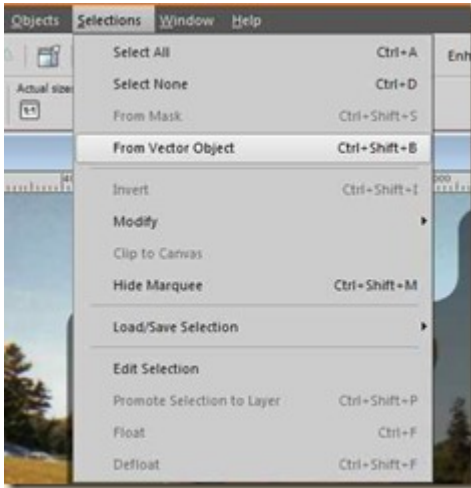 Objects Selections Window Help
Select All Ctrl+A
Enh
Select None Ctrl+D
Actual size
1:1
From Mask Ctrl+Shift+S
From Vector Object Ctrl+Shift+B
Invert Ctrl+Shift+I
Modify
Clip to Canvas
Hide Marquee Ctrl+Shift+M
Load/Save Selection
Edit Selection
Promote Selection to Layer Ctrl+Shift+P
Float Ctrl+F
Defloat Ctrl+Shift+F